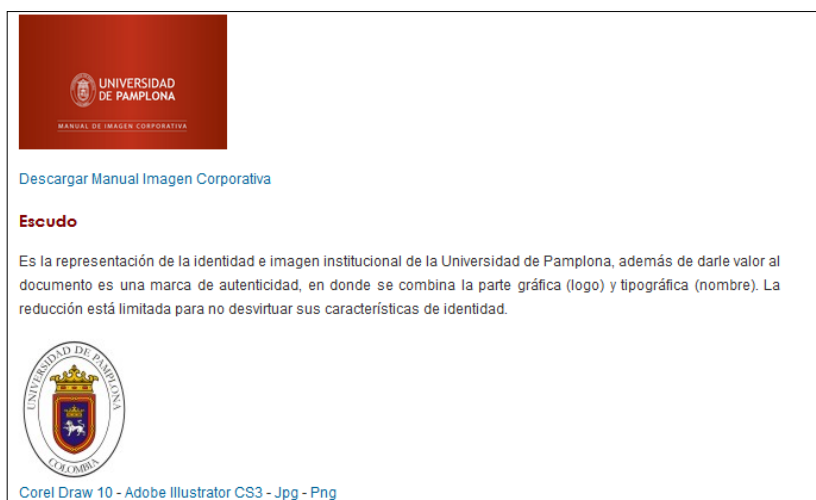 UNIVERSIDAD
DE PAMPLONA
MANUAL DE IMAGEN CORPORATIVA
Descargar Manual Imagen Corporativa
Escudo
Es la representación de la identidad e imagen institucional de la Universidad de Pamplona, además de darle valor al
documento es una marca de autenticidad, en donde se combina la parte gráfica (logo) y tipográfica (nombre). La
reducción está limitada para no desvirtuar sus características de identidad.
UNIVERSIDAD DE PAMPLONA
COLOMBIA
Corel Draw 10 - Adobe Illustrator CS3 - Jpg - Png